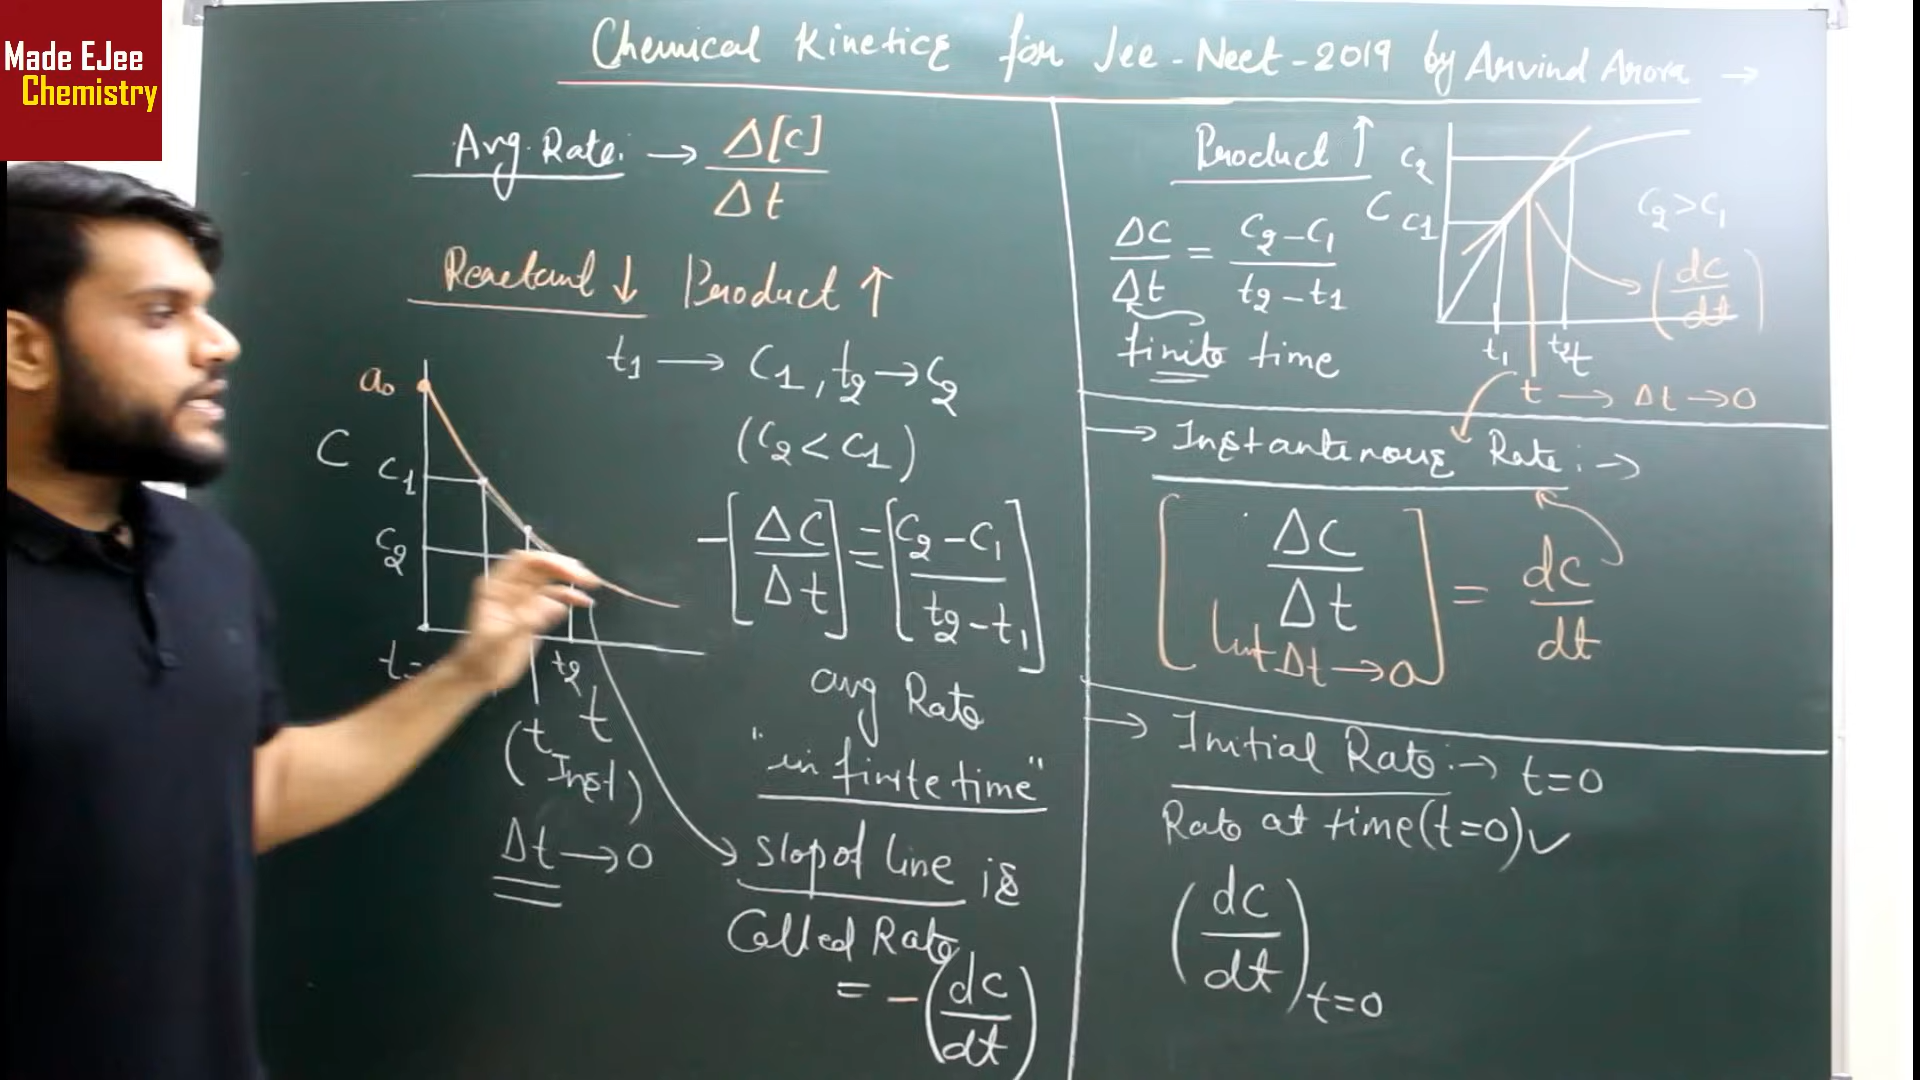 Made EJee
Chemistry
Chemical Kinetics for Jee - Neet - 2019 by Arvind Arora →
Avg. Rate. → Δ[c]
Δt
Reactant ↓ Product ↑
t1 → C1, t2 → C2
(C2 < C1)
a0
C
C1
C2
-[ΔC/Δt] = [C2 - C1/t2 - t1]
t=
t2
t
avg Rate
(t Inst)
"in finite time"
Δt → 0
→ Slop of Line is
Called Rate
= -(dc/dt)
Product ↑
C2
C
C1
C2 > C1
ΔC/Δt = C2 - C1/t2 - t1
(dc/dt)
finite time
t1
t2
t
t → Δt → 0
→ Instantenous Rate : →
[ΔC/Δt
Lmt Δt → 0] = dc/dt
→ Initial Rate :→ t=0
Rate at time (t=0) ✓
(dc/dt) t=0